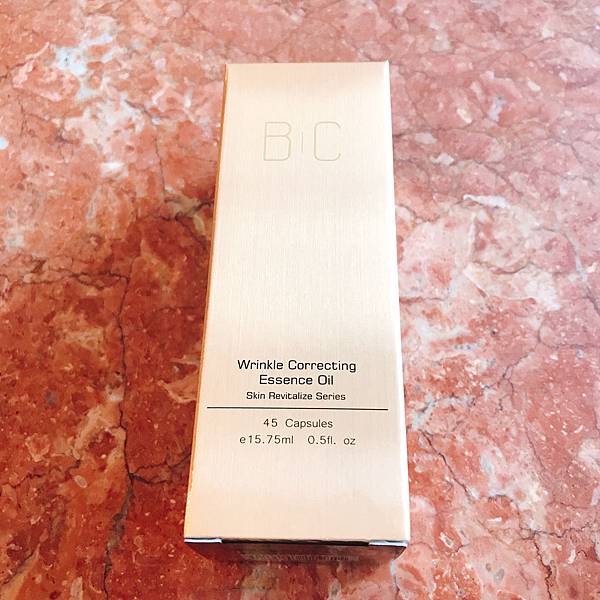 B|C
Wrinkle Correcting
Essence Oil
Skin Revitalize Series
45 Capsules
e15.75ml 0.5fl. oz